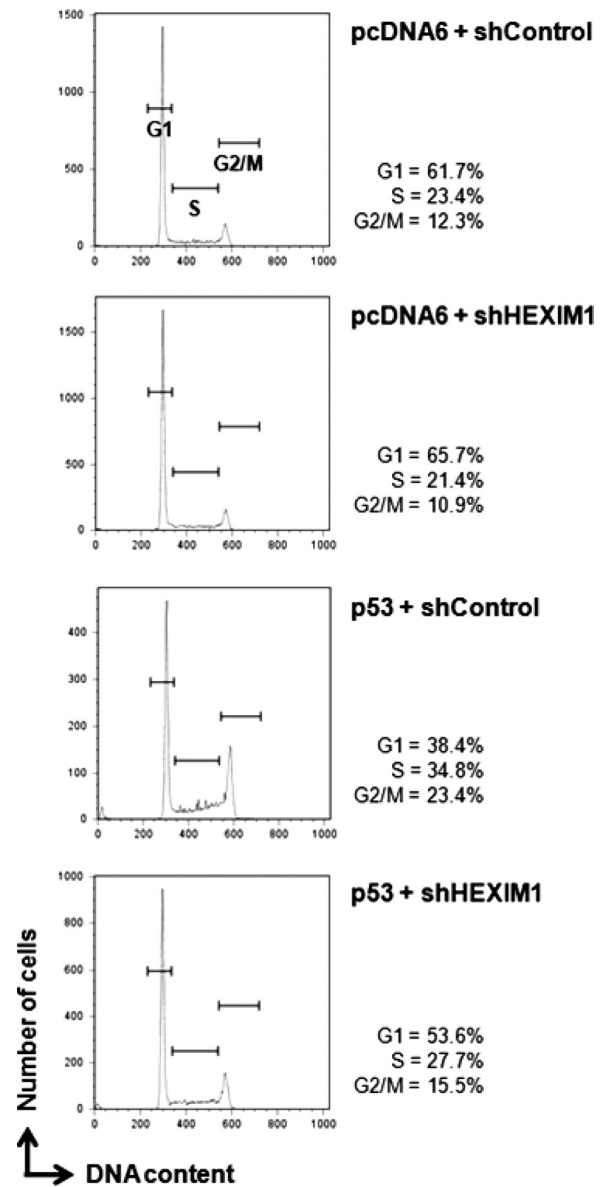 pcDNA6 + shControl
1500
1000
500
0
G1
G2/M
S
G1 = 61.7%
S = 23.4%
G2/M = 12.3%
0 200 400 600 800 1000
pcDNA6 + shHEXIM1
1500
1000
500
0
G1 = 65.7%
S = 21.4%
G2/M = 10.9%
0 200 400 600 800 1000
p53 + shControl
400
300
200
100
0
G1 = 38.4%
S = 34.8%
G2/M = 23.4%
0 200 400 600 800 1000
p53 + shHEXIM1
1000
800
600
400
200
0
G1 = 53.6%
S = 27.7%
G2/M = 15.5%
0 200 400 600 800 1000
Number of cells
DNA content